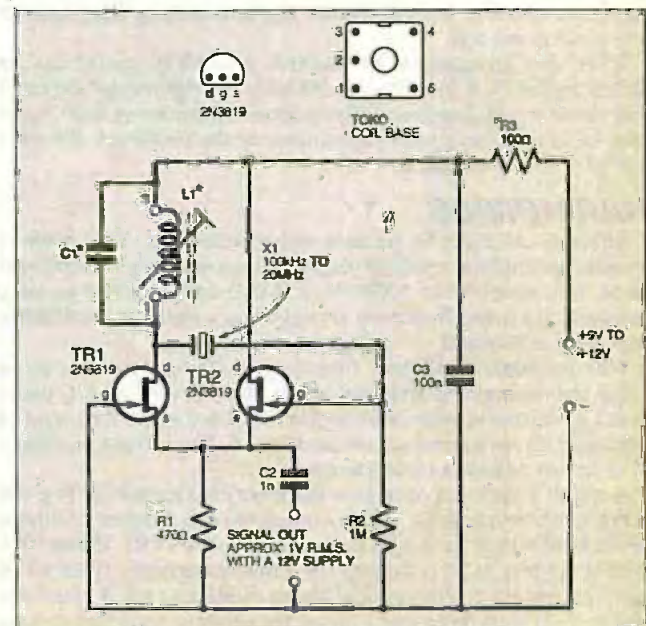 3
4
2
1
6
d g s
2N3819
TOKO
COIL BASE
R3
100Ω
L1*
C1*
X1
100kHz TO
20MHz
+9V TO
+12V
TR1
2N3819
TR2
2N3819
d
d
g
g
s
s
C3
100n
C2
1n
R1
470Ω
SIGNAL OUT
APPROX 1V R.M.S.
WITH A 12V SUPPLY
R2
1M